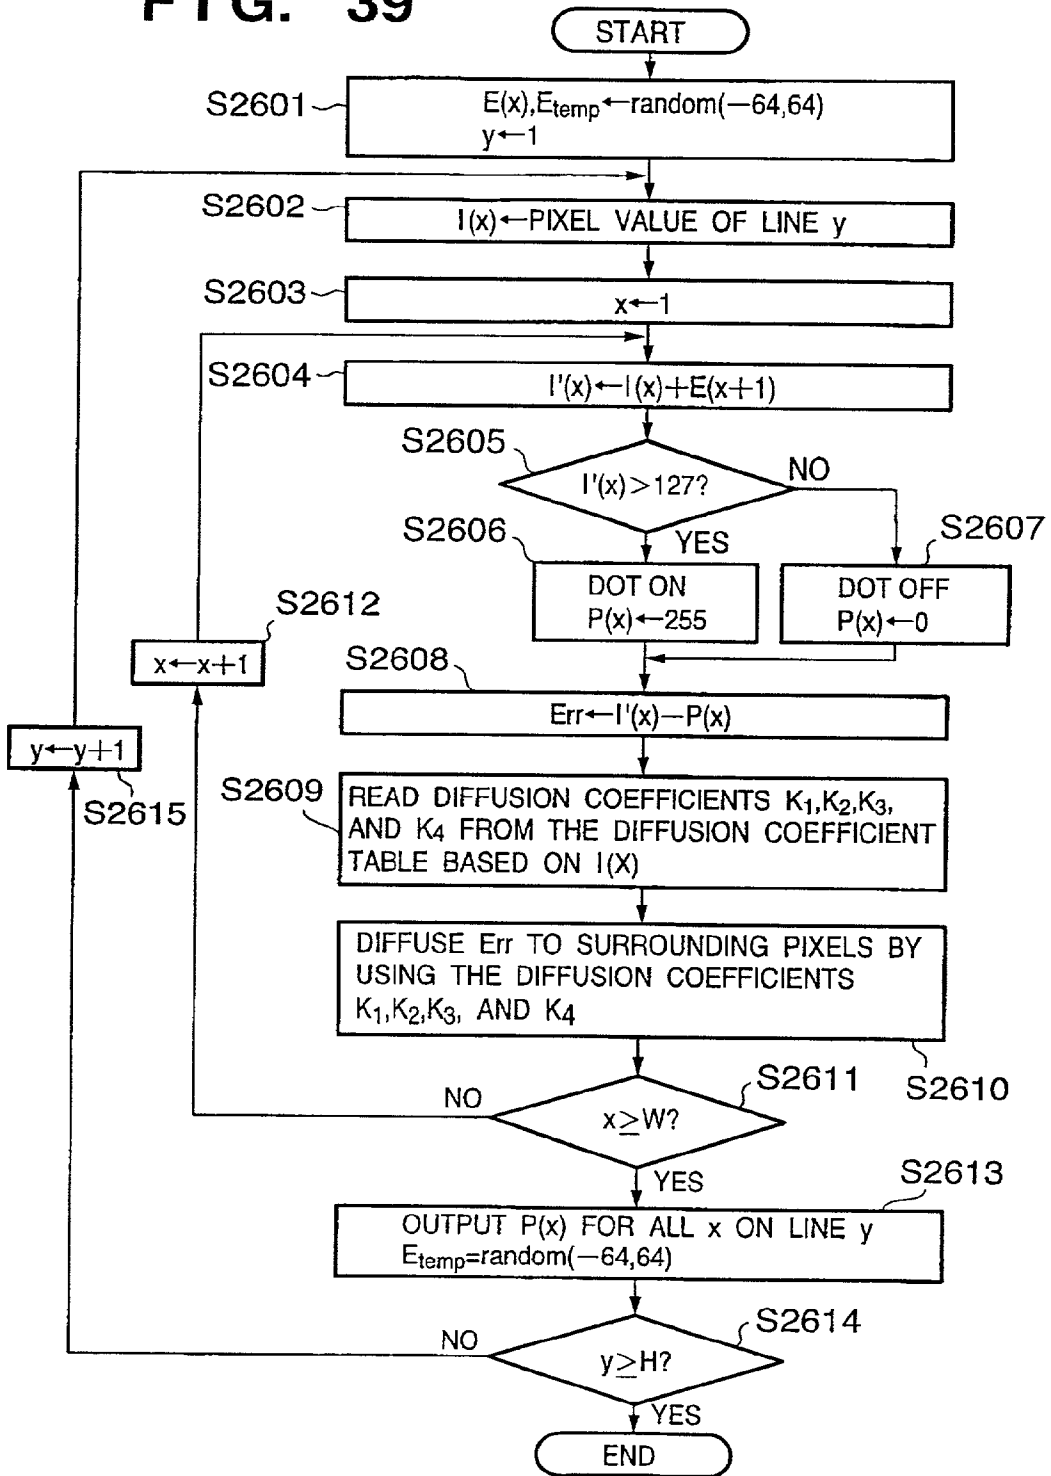 FIG. 39
START
S2601
E(x),Etemp←random(−64,64)
y←1
S2602
I(x)←PIXEL VALUE OF LINE y
S2603
x←1
S2604
I'(x)←I(x)+E(x+1)
S2605
I'(x)>127?
NO
S2606
YES
S2607
DOT ON
P(x)←255
DOT OFF
P(x)←0
S2612
x←x+1
S2608
Err←I'(x)−P(x)
y←y+1
S2615
S2609
READ DIFFUSION COEFFICIENTS K1,K2,K3,
AND K4 FROM THE DIFFUSION COEFFICIENT
TABLE BASED ON I(X)
DIFFUSE Err TO SURROUNDING PIXELS BY
USING THE DIFFUSION COEFFICIENTS
K1,K2,K3, AND K4
S2610
S2611
NO
x≥W?
YES
S2613
OUTPUT P(x) FOR ALL x ON LINE y
Etemp=random(−64,64)
S2614
NO
y≥H?
YES
END